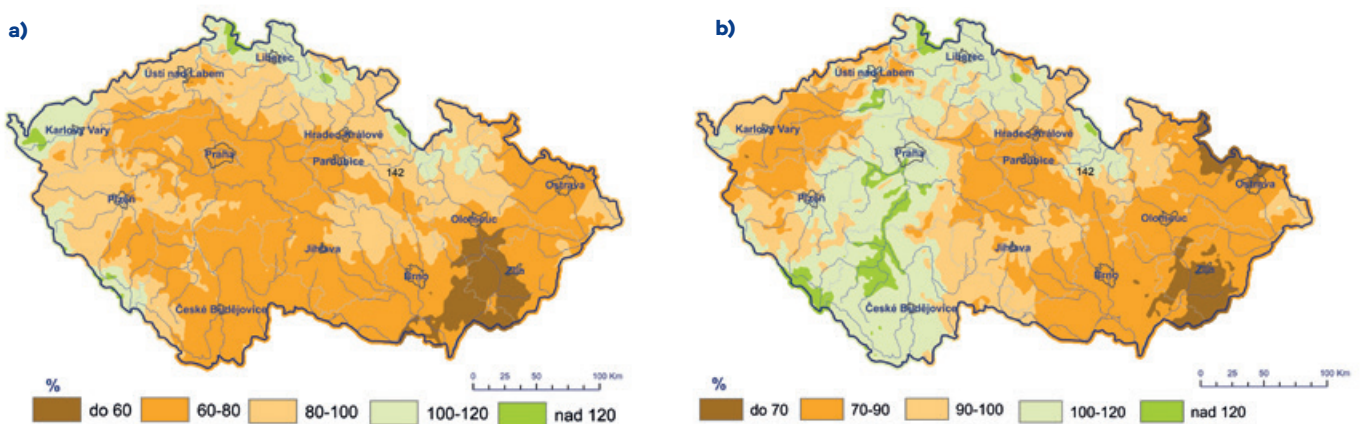 a)
Liberec
Ústí nad Labem
Karlovy Vary
Hradec Králové
Praha
Pardubice
142
Plzeň
Ostrava
Olomouc
Jihlava
Brno
Zlín
České Budějovice
0 25 50 100 Km
%
do 60 60-80 80-100 100-120 nad 120
b)
Liberec
Ústí nad Labem
Karlovy Vary
Hradec Králové
Praha
Pardubice
142
Plzeň
Ostrava
Olomouc
Jihlava
Brno
Zlín
České Budějovice
0 25 50 100 Km
%
do 70 70-90 90-100 100-120 nad 120